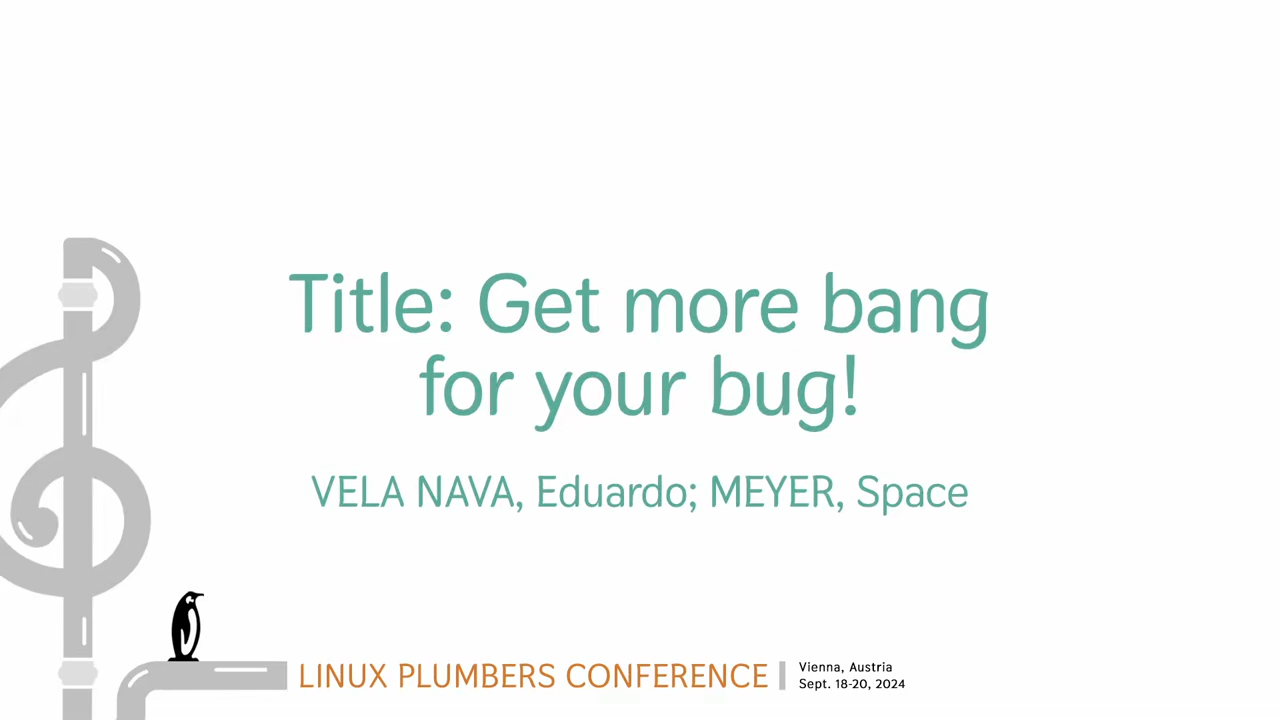 Title: Get more bang
for your bug!
VELA NAVA, Eduardo; MEYER, Space
LINUX PLUMBERS CONFERENCE
Vienna, Austria
Sept. 18-20, 2024